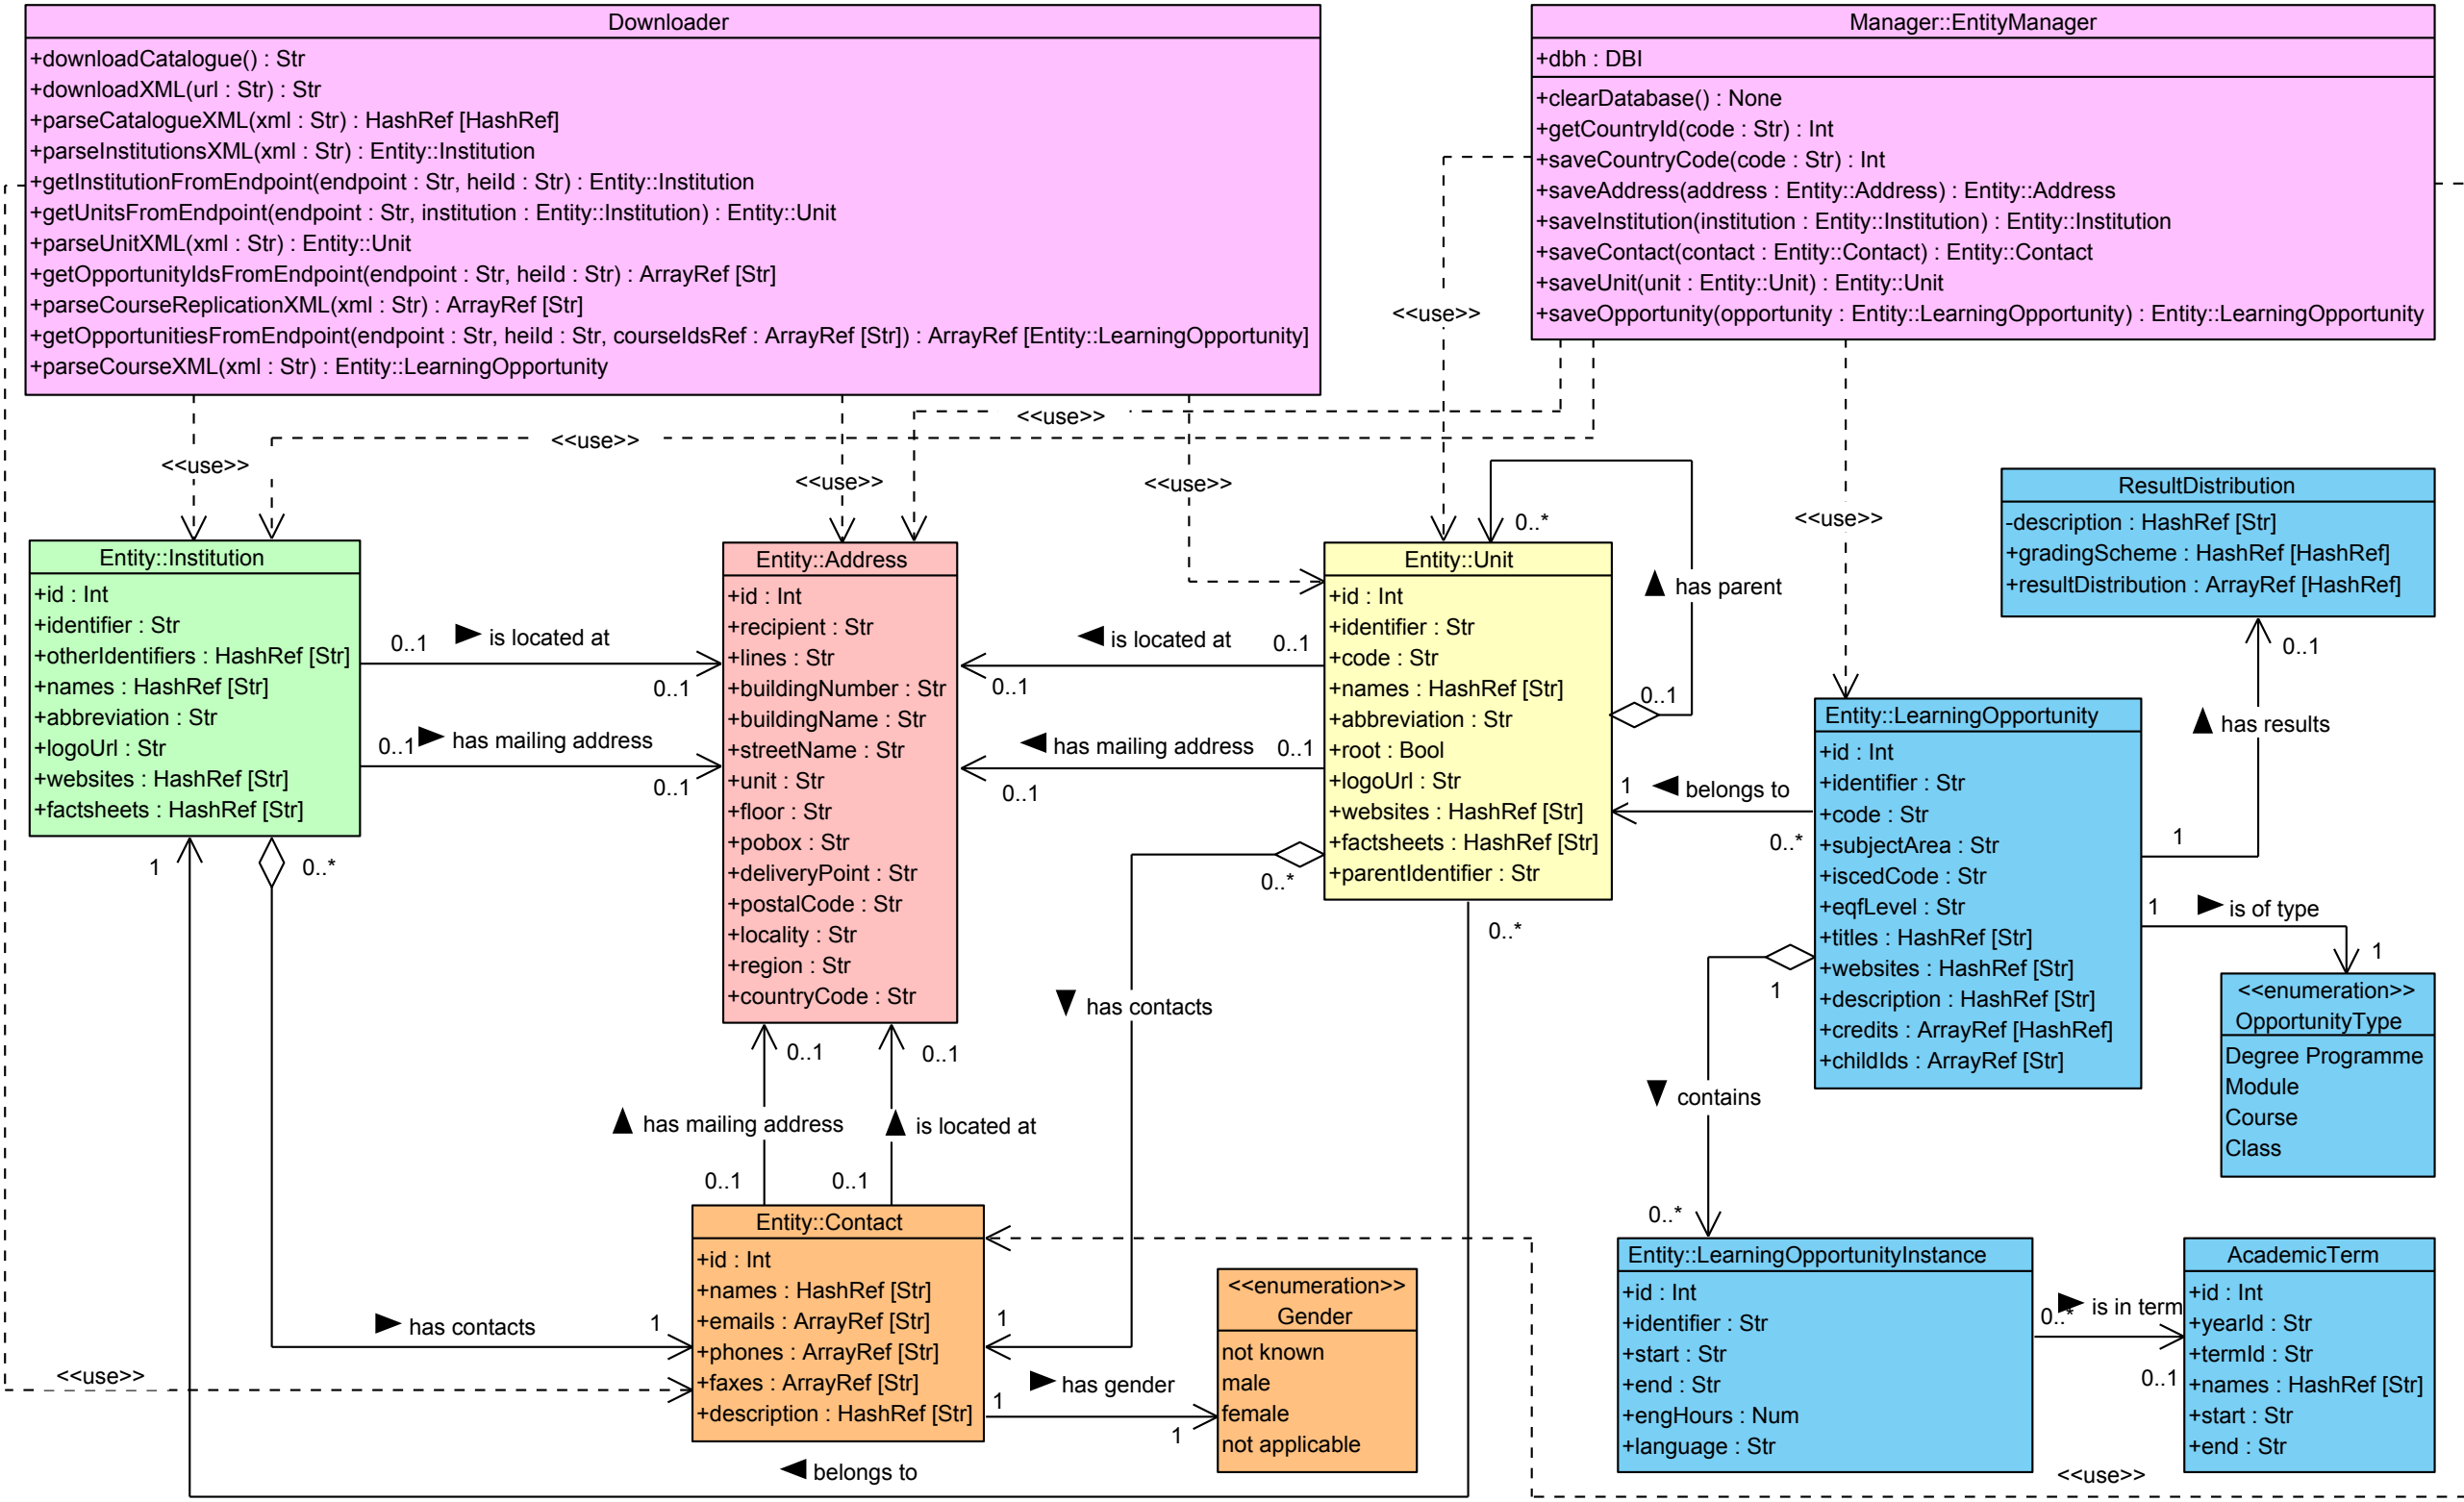 Downloader
+downloadCatalogue() : Str
+downloadXML(url : Str) : Str
+parseCatalogueXML(xml : Str) : HashRef [HashRef]
+parseInstitutionsXML(xml : Str) : Entity::Institution
+getInstitutionFromEndpoint(endpoint : Str, heiId : Str) : Entity::Institution
+getUnitsFromEndpoint(endpoint : Str, institution : Entity::Institution) : Entity::Unit
+parseUnitXML(xml : Str) : Entity::Unit
+getOpportunityIdsFromEndpoint(endpoint : Str, heiId : Str) : ArrayRef [Str]
+parseCourseReplicationXML(xml : Str) : ArrayRef [Str]
+getOpportunitiesFromEndpoint(endpoint : Str, heiId : Str, courseIdsRef : ArrayRef [Str]) : ArrayRef [Entity::LearningOpportunity]
+parseCourseXML(xml : Str) : Entity::LearningOpportunity
Manager::EntityManager
+dbh : DBI
+clearDatabase() : None
+getCountryId(code : Str) : Int
+saveCountryCode(code : Str) : Int
+saveAddress(address : Entity::Address) : Entity::Address
+saveInstitution(institution : Entity::Institution) : Entity::Institution
+saveContact(contact : Entity::Contact) : Entity::Contact
+saveUnit(unit : Entity::Unit) : Entity::Unit
+saveOpportunity(opportunity : Entity::LearningOpportunity) : Entity::LearningOpportunity
<<use>>
<<use>>
<<use>>
<<use>>
<<use>>
<<use>>
<<use>>
Entity::Institution
+id : Int
+identifier : Str
+otherIdentifiers : HashRef [Str]
+names : HashRef [Str]
+abbreviation : Str
+logoUrl : Str
+websites : HashRef [Str]
+factsheets : HashRef [Str]
0..1
is located at
0..1
0..1
has mailing address
0..1
Entity::Address
+id : Int
+recipient : Str
+lines : Str
+buildingNumber : Str
+buildingName : Str
+streetName : Str
+unit : Str
+floor : Str
+pobox : Str
+deliveryPoint : Str
+postalCode : Str
+locality : Str
+region : Str
+countryCode : Str
is located at
0..1
0..1
has mailing address
0..1
0..1
Entity::Unit
+id : Int
+identifier : Str
+code : Str
+names : HashRef [Str]
+abbreviation : Str
+root : Bool
+logoUrl : Str
+websites : HashRef [Str]
+factsheets : HashRef [Str]
+parentIdentifier : Str
0..*
has parent
0..1
1
belongs to
0..*
ResultDistribution
-description : HashRef [Str]
+gradingScheme : HashRef [HashRef]
+resultDistribution : ArrayRef [HashRef]
0..1
has results
1
Entity::LearningOpportunity
+id : Int
+identifier : Str
+code : Str
+subjectArea : Str
+iscedCode : Str
+eqfLevel : Str
+titles : HashRef [Str]
+websites : HashRef [Str]
+description : HashRef [Str]
+credits : ArrayRef [HashRef]
+childIds : ArrayRef [Str]
1
is of type
1
<<enumeration>>
OpportunityType
Degree Programme
Module
Course
Class
1
contains
0..*
1
0..*
0..*
0..*
has contacts
0..1
0..1
has mailing address
is located at
0..1
0..1
Entity::Contact
+id : Int
+names : HashRef [Str]
+emails : ArrayRef [Str]
+phones : ArrayRef [Str]
+faxes : ArrayRef [Str]
+description : HashRef [Str]
has contacts
1
1
<<use>>
1
has gender
1
<<enumeration>>
Gender
not known
male
female
not applicable
belongs to
Entity::LearningOpportunityInstance
+id : Int
+identifier : Str
+start : Str
+end : Str
+engHours : Num
+language : Str
0..*
is in term
0..1
AcademicTerm
+id : Int
+yearId : Str
+termId : Str
+names : HashRef [Str]
+start : Str
+end : Str
<<use>>